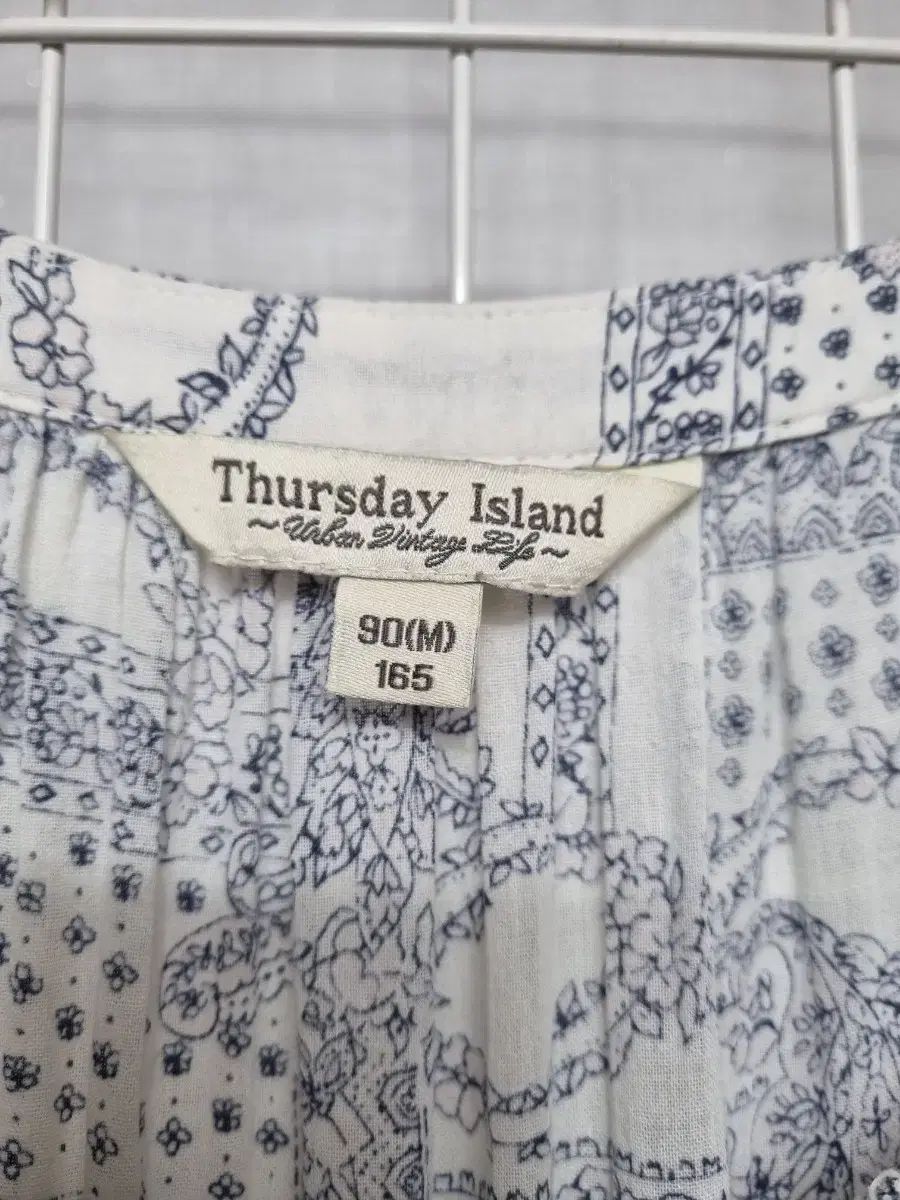 Thursday Island
~Urban Vintage Life~
90(M)
165